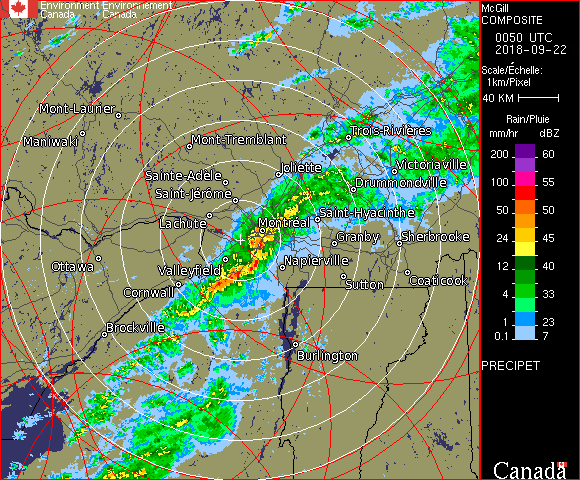 Environment Environnement
Canada Canada
Mont-Laurier
Maniwaki
Mont-Tremblant
Trois-Rivières
Sainte-Adèle
Joliette
Victoriaville
Saint-Jérôme
Drummondville
Lachute
Montréal
Saint-Hyacinthe
Granby
Sherbrooke
Ottawa
Valleyfield
Napierville
Cornwall
Sutton
Coaticook
Brockville
Burlington
McGill
COMPOSITE
0050 UTC
2018-09-22
Scale/Échelle:
1km/Pixel
40 KM
Rain/Pluie
mm/hr dBZ
200 60
100 55
50 50
24 45
12 40
4 33
1 23
0.1 7
PRECIPET
Canada